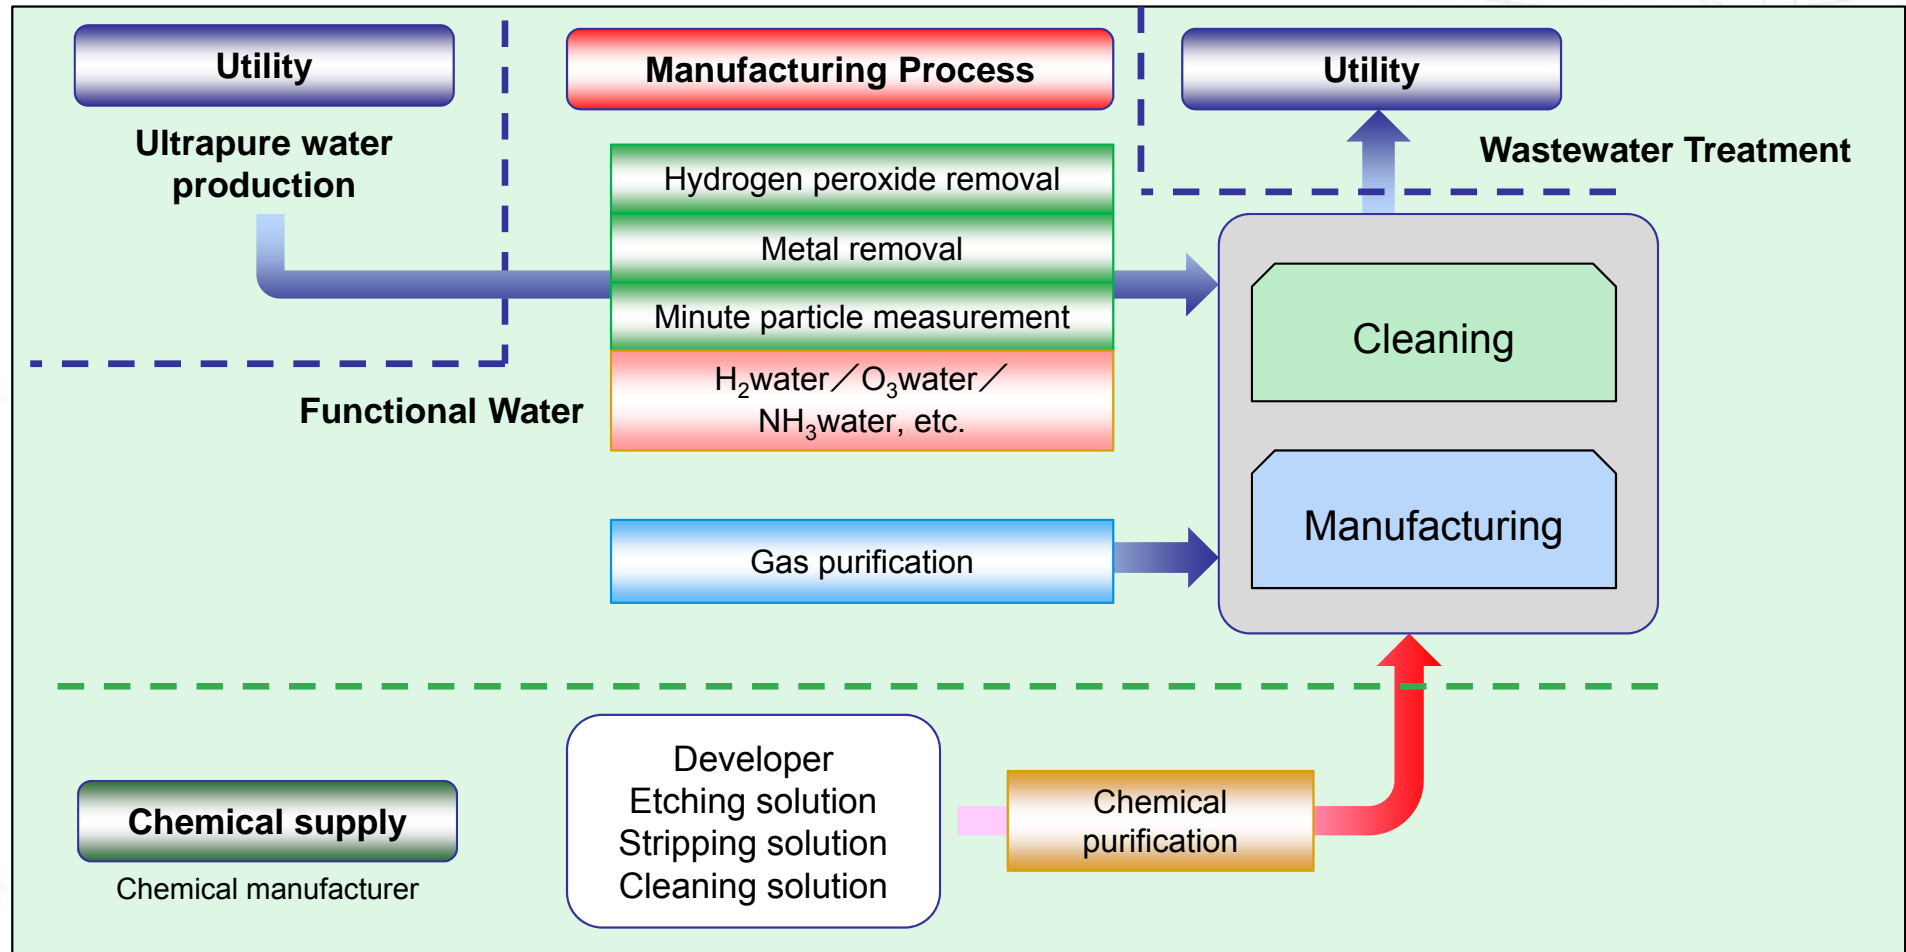 Utility
Manufacturing Process
Utility
Ultrapure water
production
Wastewater Treatment
Hydrogen peroxide removal
Metal removal
Minute particle measurement
Functional Water
H₂water／O₃water／
NH₃water, etc.
Cleaning
Manufacturing
Gas purification
Chemical supply
Chemical manufacturer
Developer
Etching solution
Stripping solution
Cleaning solution
Chemical
purification